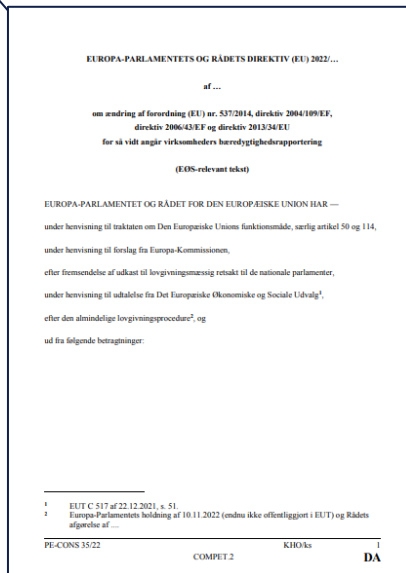 EUROPA-PARLAMENTETS OG RÅDETS DIREKTIV (EU) 2022/…
af …
om ændring af forordning (EU) nr. 537/2014, direktiv 2004/109/EF,
direktiv 2006/43/EF og direktiv 2013/34/EU
for så vidt angår virksomheders bæredygtighedsrapportering
(EØS-relevant tekst)
EUROPA-PARLAMENTET OG RÅDET FOR DEN EUROPÆISKE UNION HAR —
under henvisning til traktaten om Den Europæiske Unions funktionsmåde, særlig artikel 50 og 114,
under henvisning til forslag fra Europa-Kommissionen,
efter fremsendelse af udkast til lovgivningsmæssig retsakt til de nationale parlamenter,
under henvisning til udtalelse fra Det Europæiske Økonomiske og Sociale Udvalg¹,
efter den almindelige lovgivningsprocedure², og
ud fra følgende betragtninger:
¹ EUT C 517 af 22.12.2021, s. 51.
² Europa-Parlamentets holdning af 10.11.2022 (endnu ikke offentliggjort i EUT) og Rådets
afgørelse af ….
PE-CONS 35/22 KHO/ks 1
COMPET.2 DA